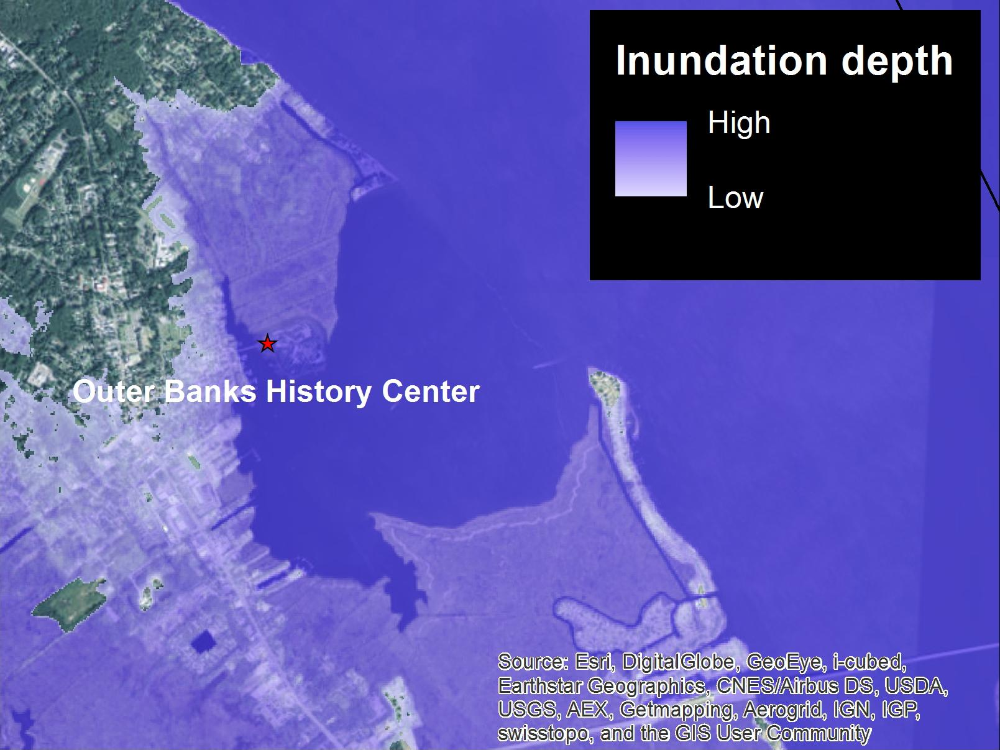 Inundation depth
High
Low
Outer Banks History Center
Source: Esri, DigitalGlobe, GeoEye, i-cubed,
Earthstar Geographics, CNES/Airbus DS, USDA,
USGS, AEX, Getmapping, Aerogrid, IGN, IGP,
swisstopo, and the GIS User Community